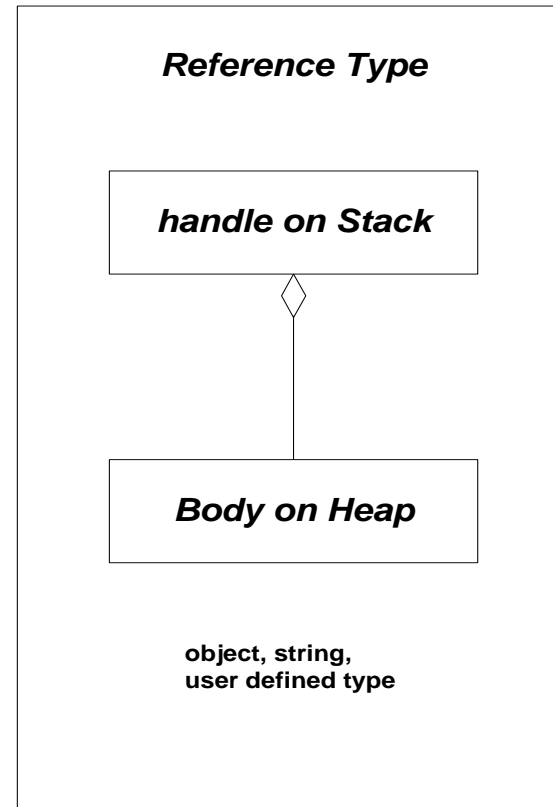 Reference Type
handle on Stack
Body on Heap
object, string,
user defined type